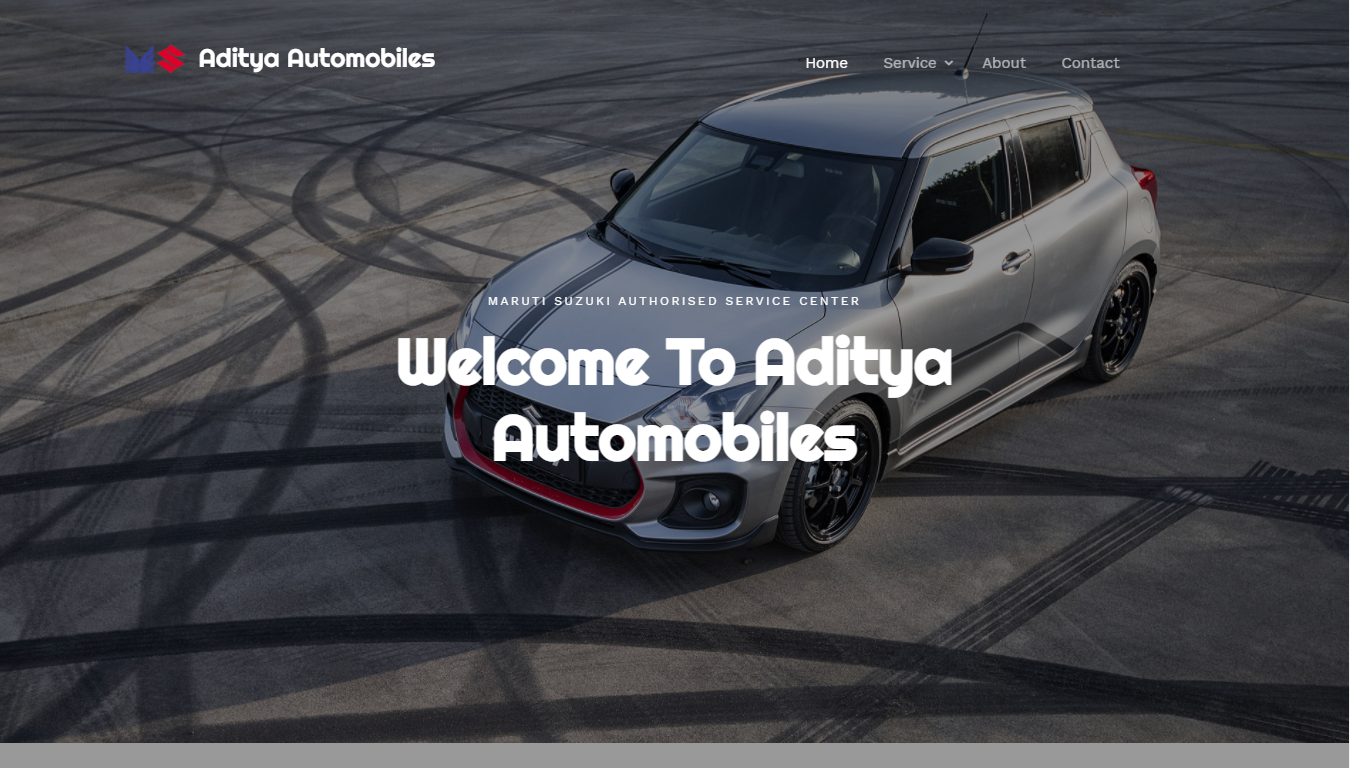 Aditya Automobiles
Home Service About Contact
MARUTI SUZUKI AUTHORISED SERVICE CENTER
Welcome To Aditya
Automobiles